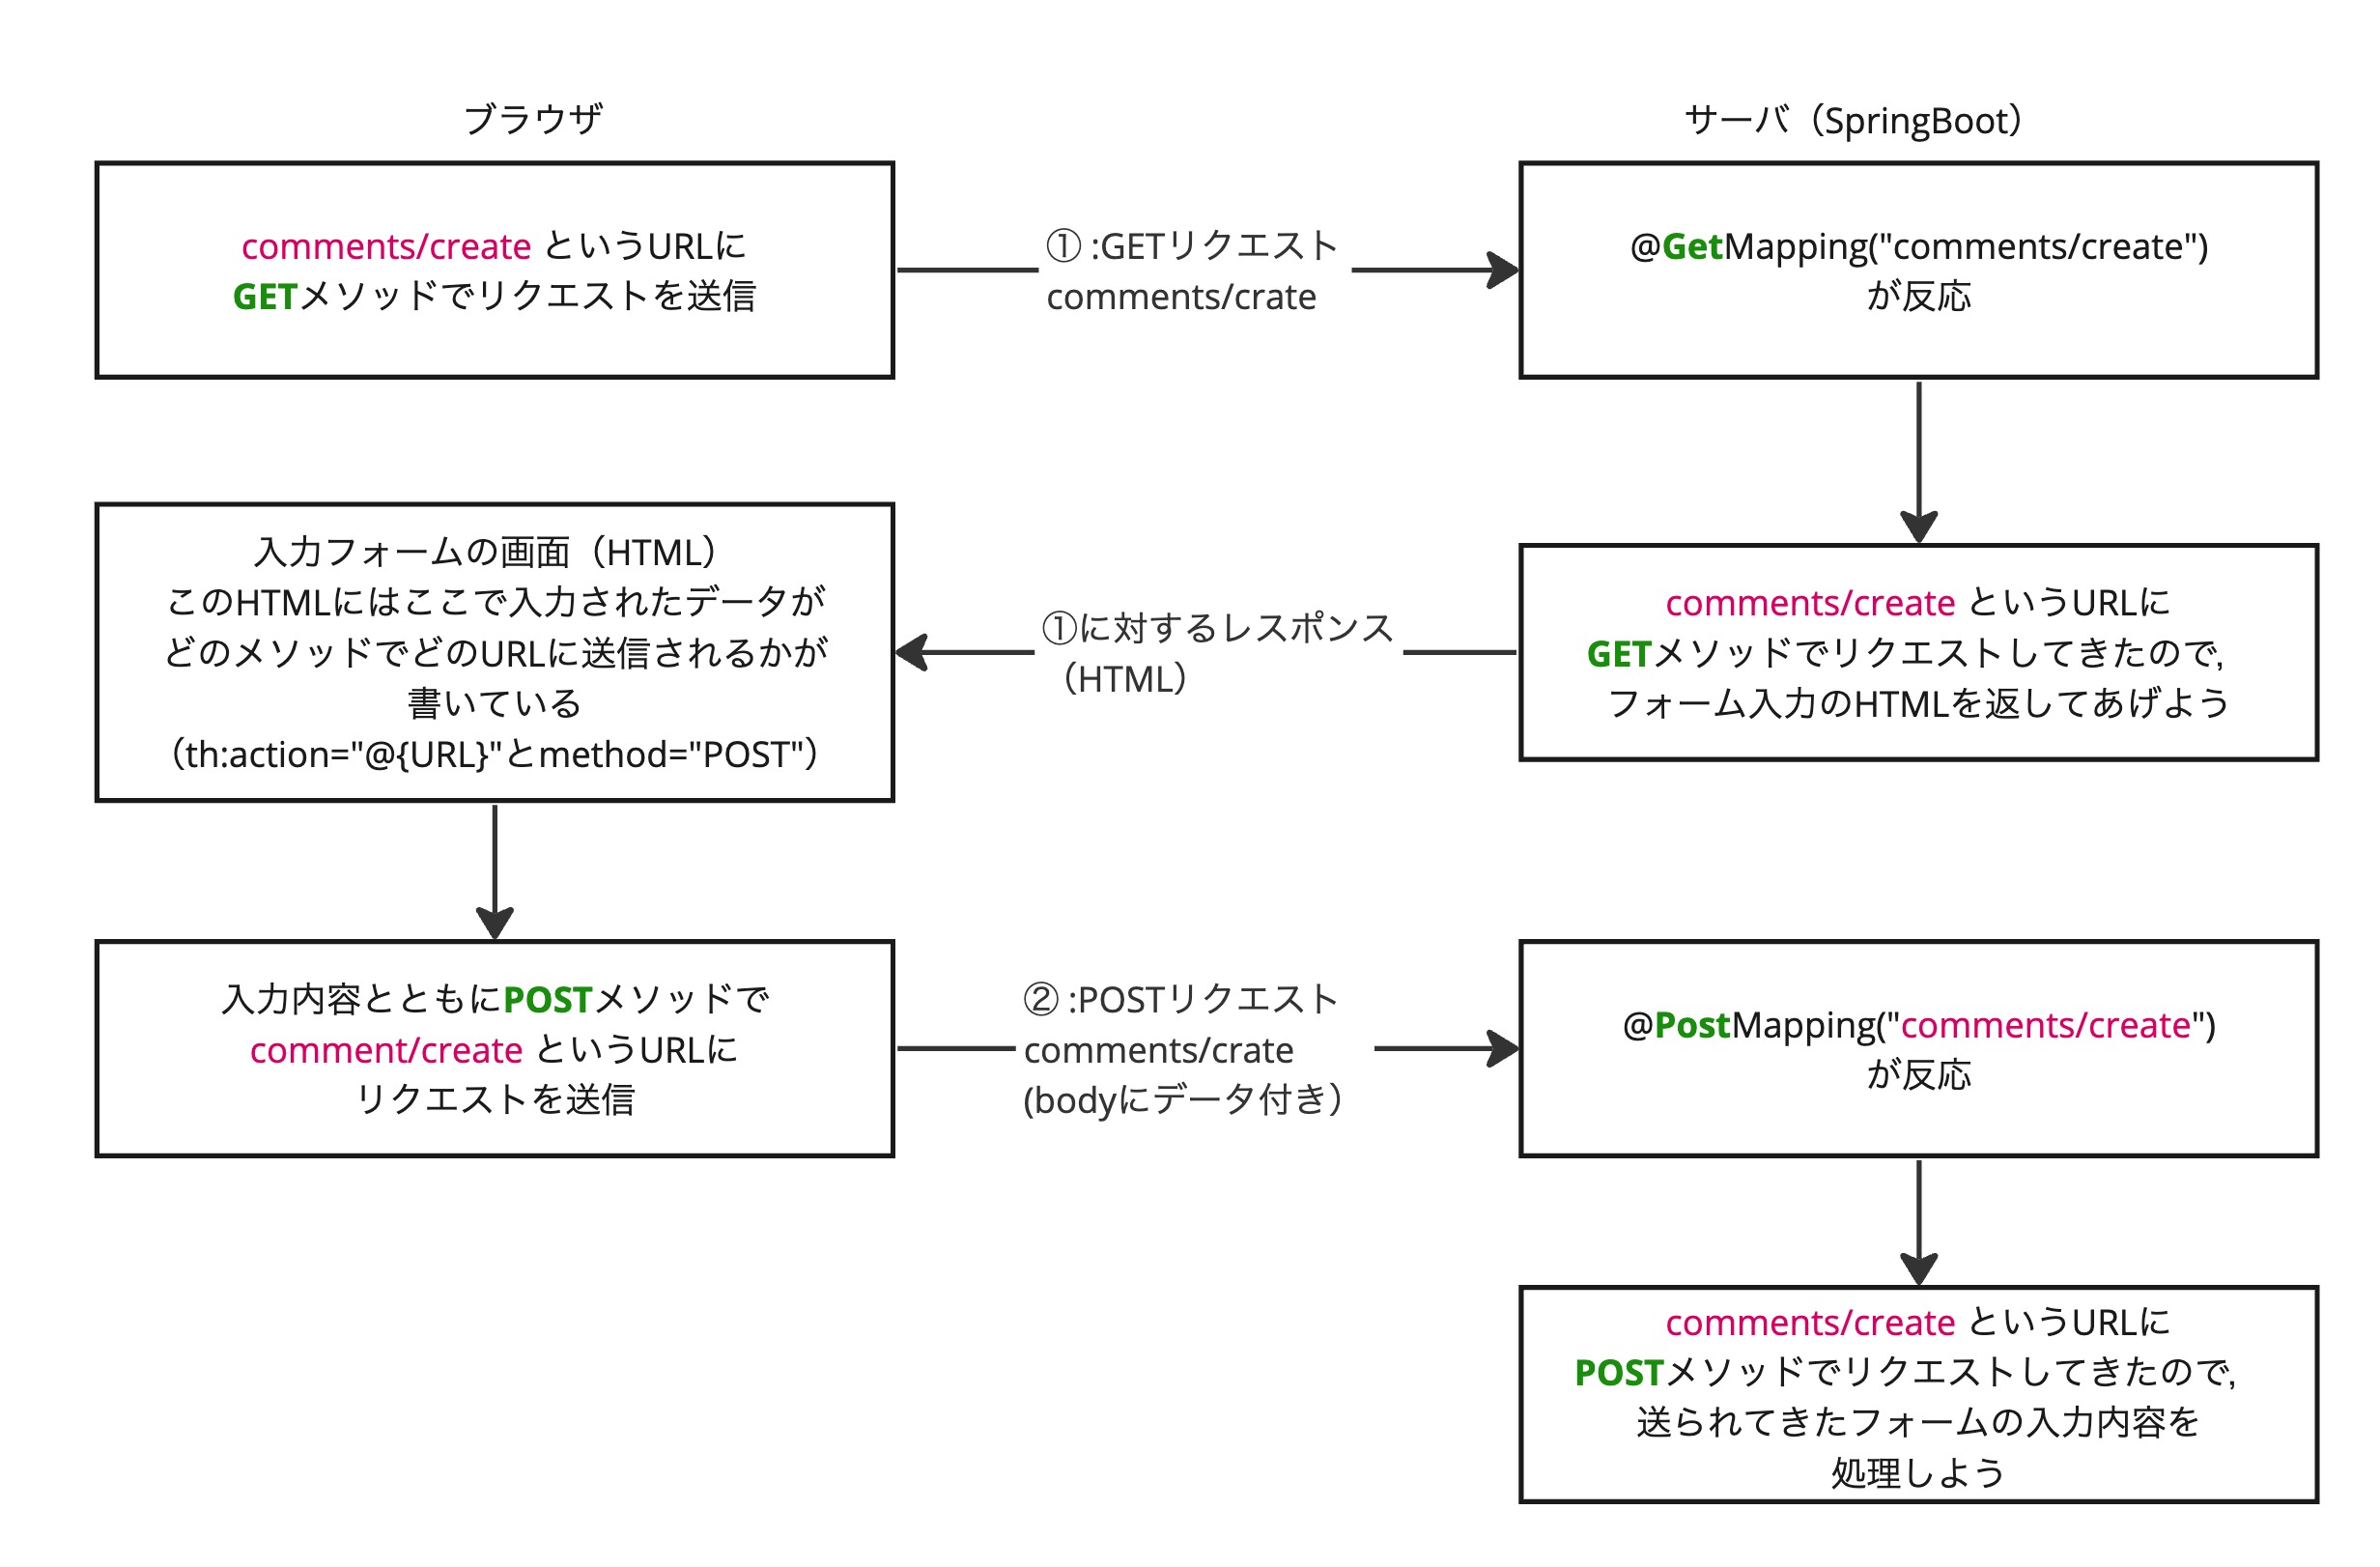 ブラウザ
サーバ（SpringBoot）
comments/create というURLに
GETメソッドでリクエストを送信
① :GETリクエスト
comments/crate
@GetMapping("comments/create")
が反応
入力フォームの画面（HTML）
このHTMLにはここで入力されたデータが
どのメソッドでどのURLに送信されるかが
書いている
（th:action="@{URL}"とmethod="POST"）
①に対するレスポンス
（HTML）
comments/create というURLに
GETメソッドでリクエストしてきたので,
フォーム入力のHTMLを返してあげよう
入力内容とともにPOSTメソッドで
comment/create というURLに
リクエストを送信
② :POSTリクエスト
comments/crate
(bodyにデータ付き）
@PostMapping("comments/create")
が反応
comments/create というURLに
POSTメソッドでリクエストしてきたので,
送られてきたフォームの入力内容を
処理しよう